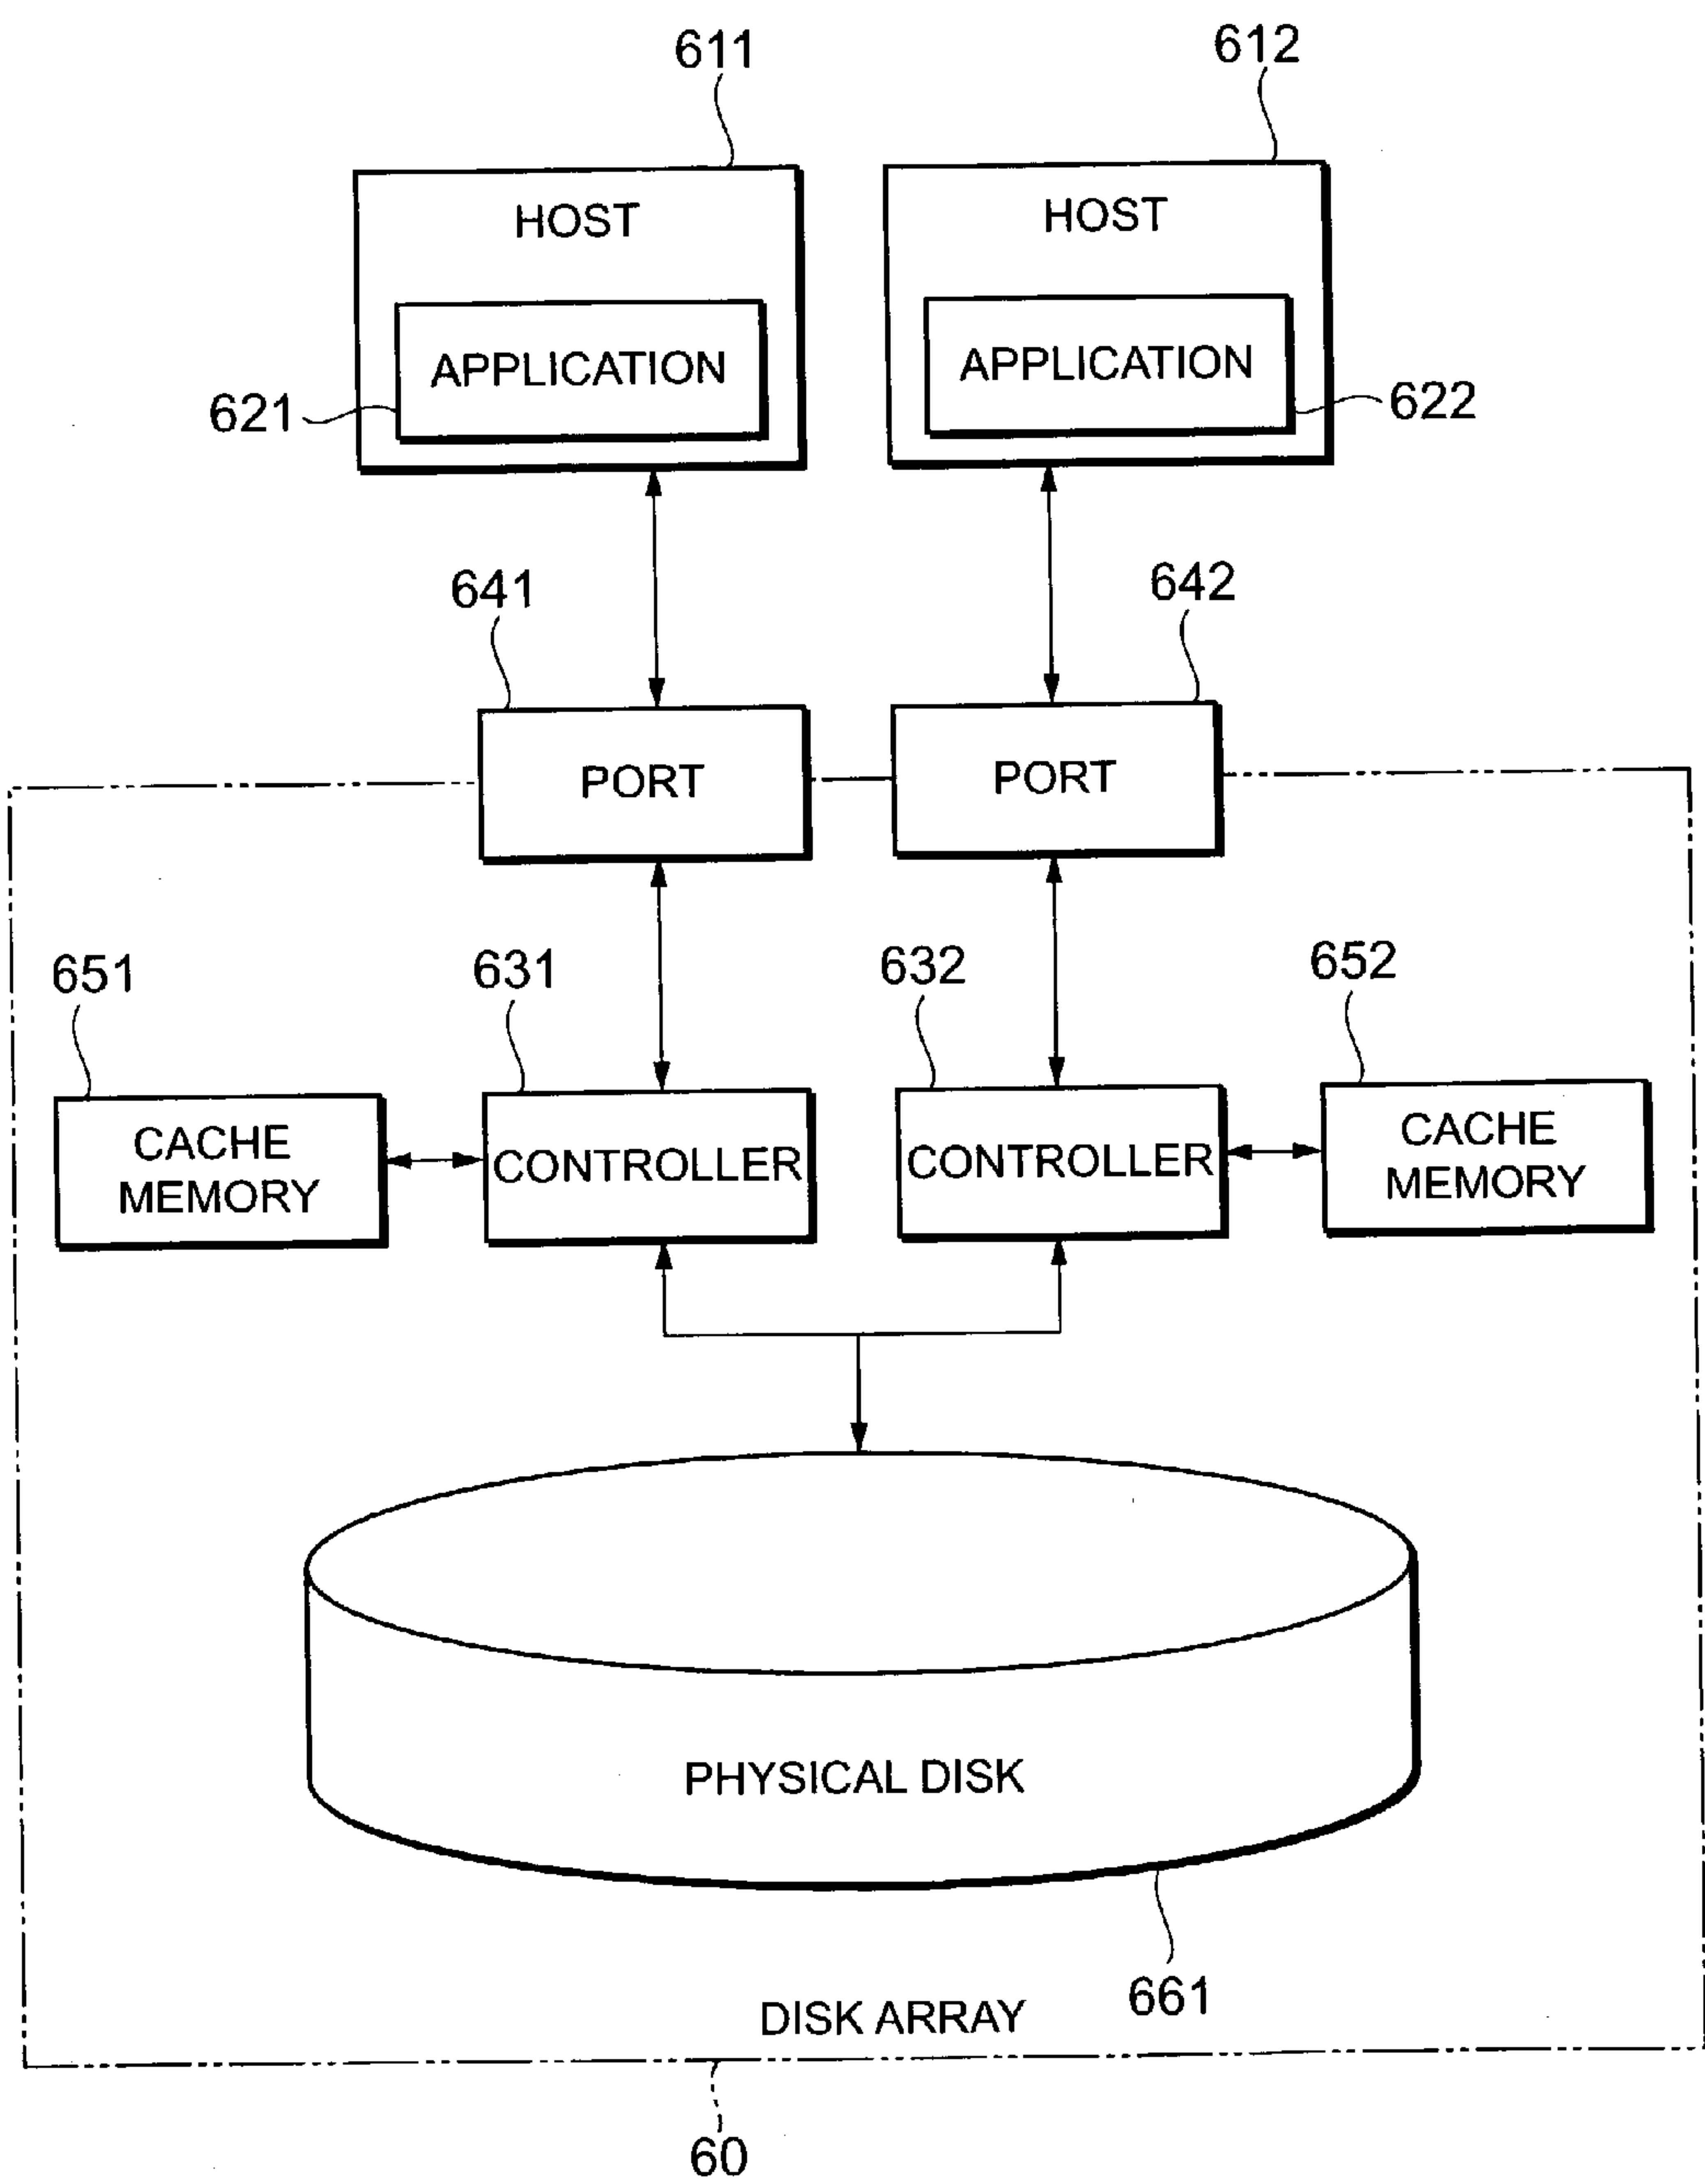 611
612
HOST
HOST
APPLICATION
APPLICATION
621
622
641
642
PORT
PORT
651
631
632
652
CACHE
MEMORY
CONTROLLER
CONTROLLER
CACHE
MEMORY
PHYSICAL DISK
661
DISK ARRAY
60